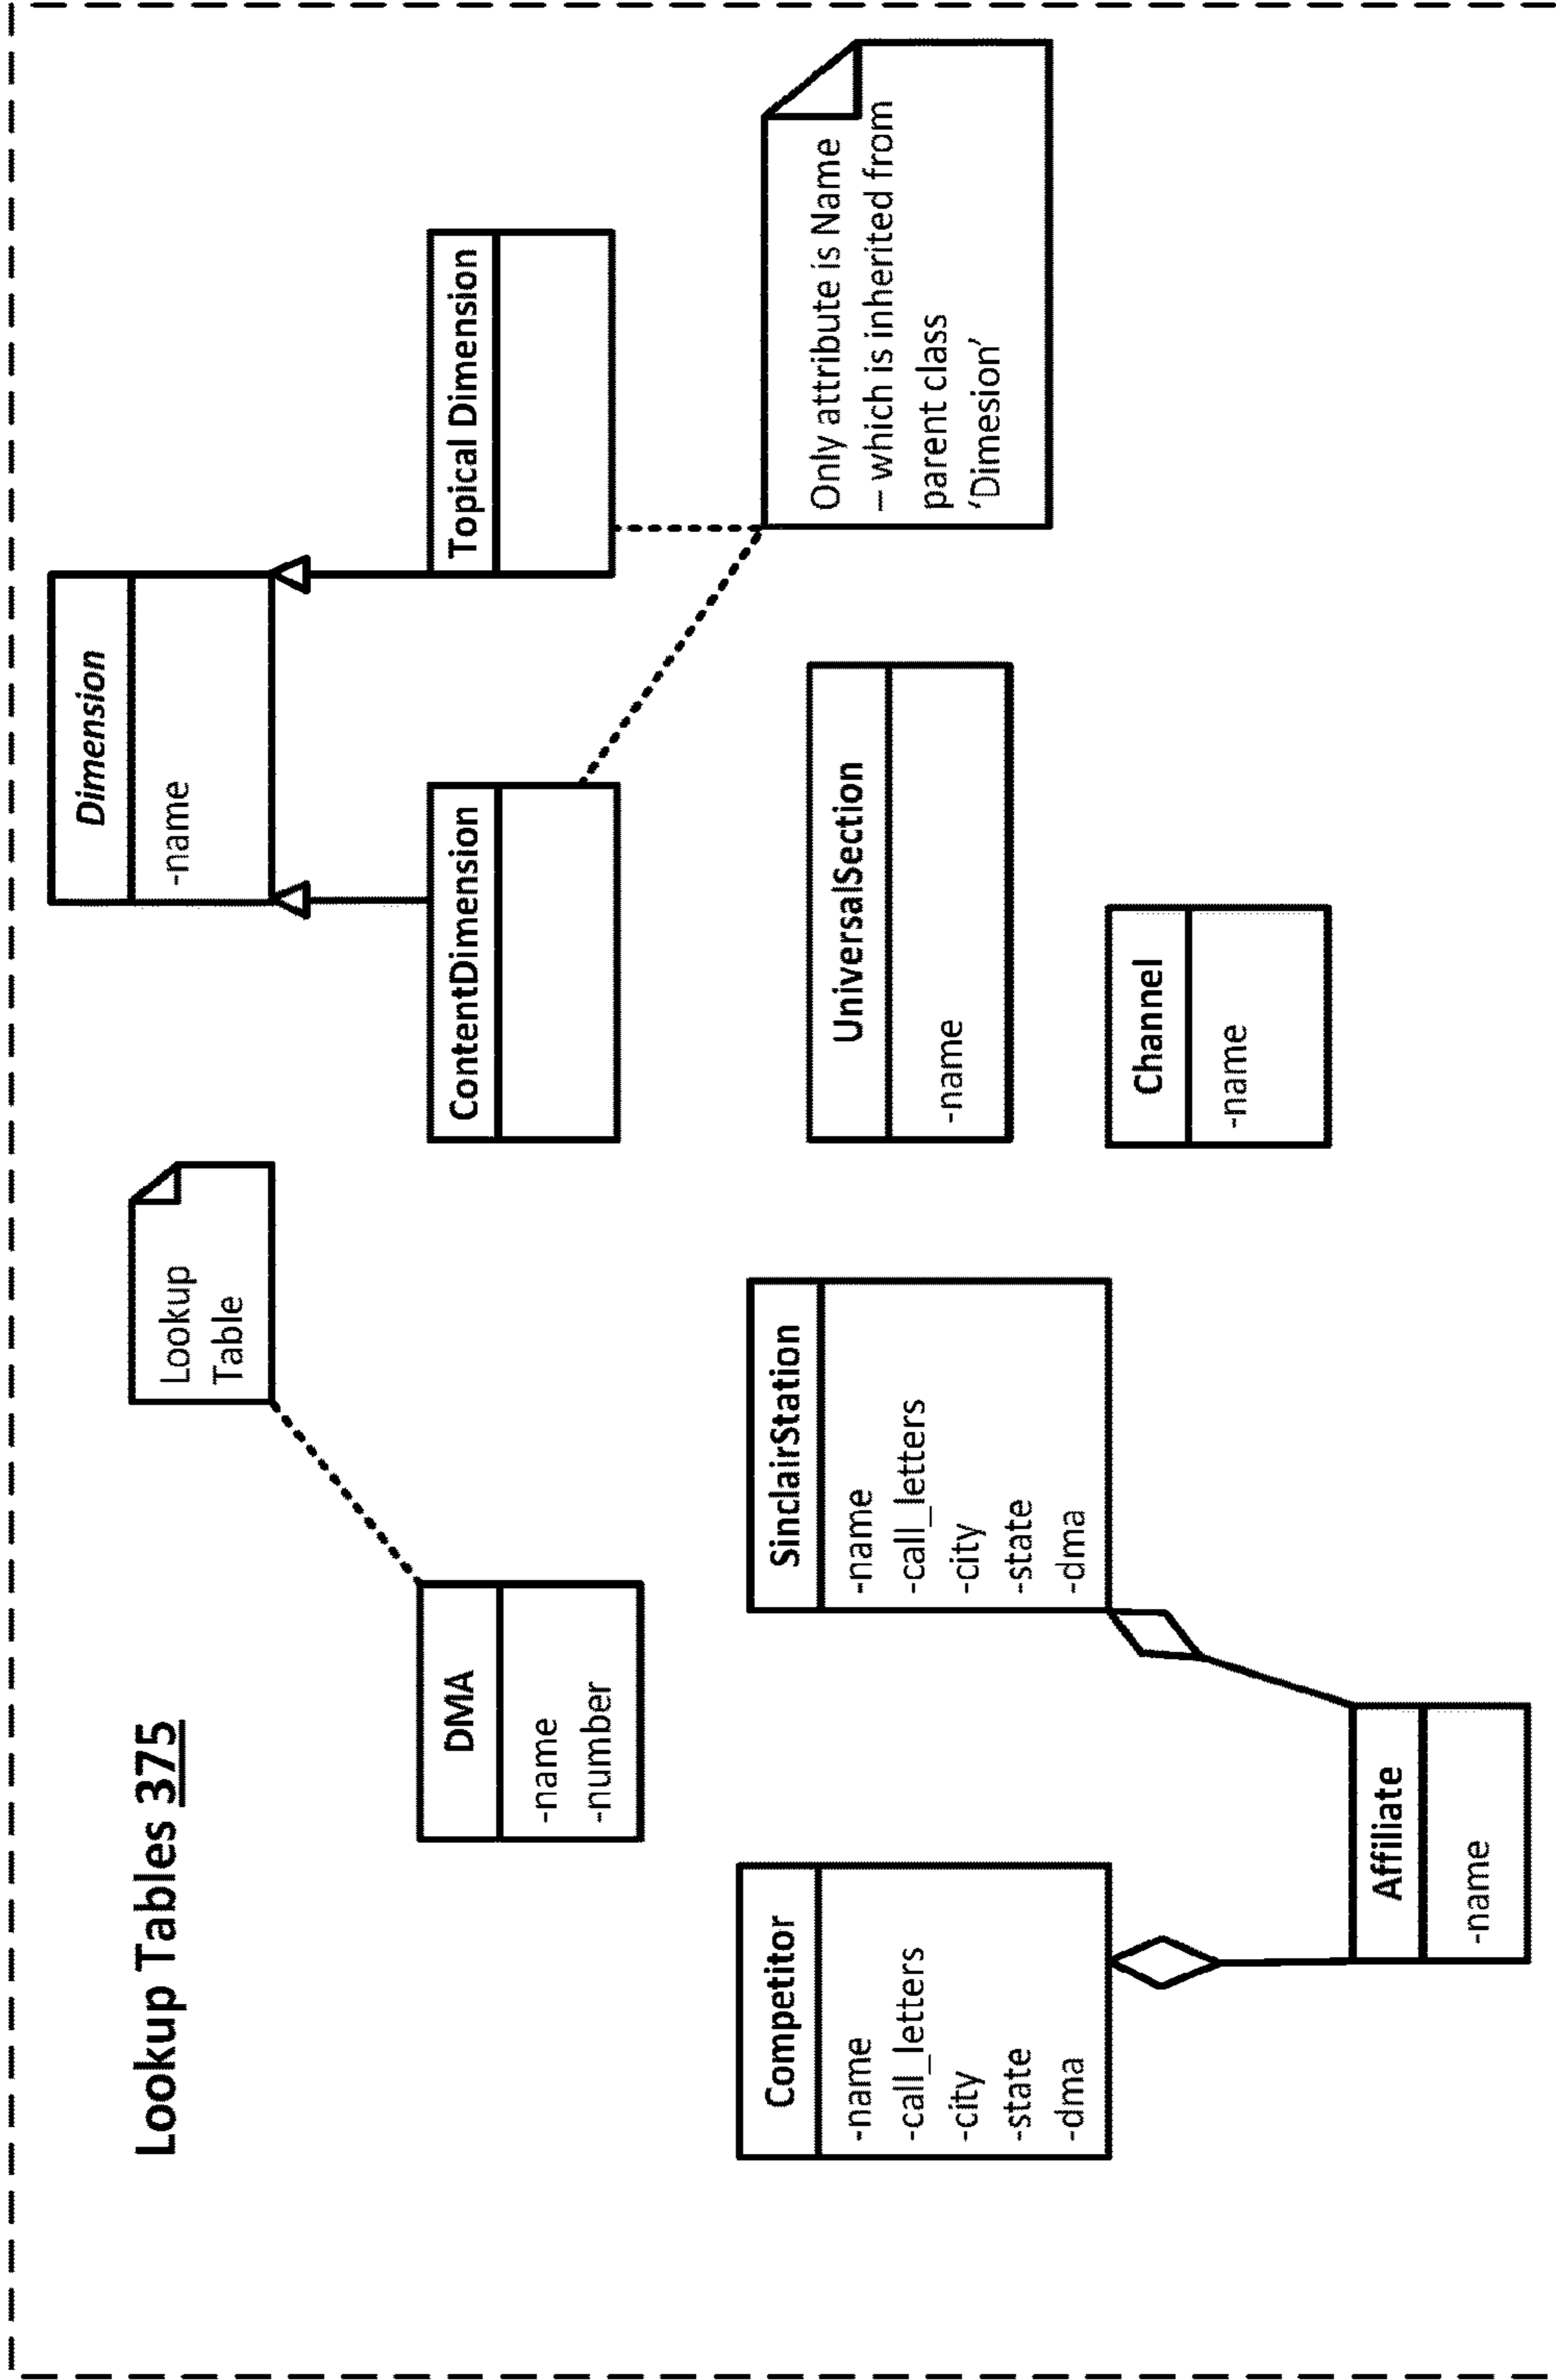 Lookup Tables 375
Lookup
Table
Dimension
-name
DMA
-name
-number
ContentDimension
Topical Dimension
Competitor
-name
-call_letters
-city
-state
-dma
SinclairStation
-name
-call_letters
-city
-state
-dma
UniversalSection
-name
Only attribute is Name
– which is inherited from
parent class
‘Dimesion’
Channel
-name
Affiliate
-name